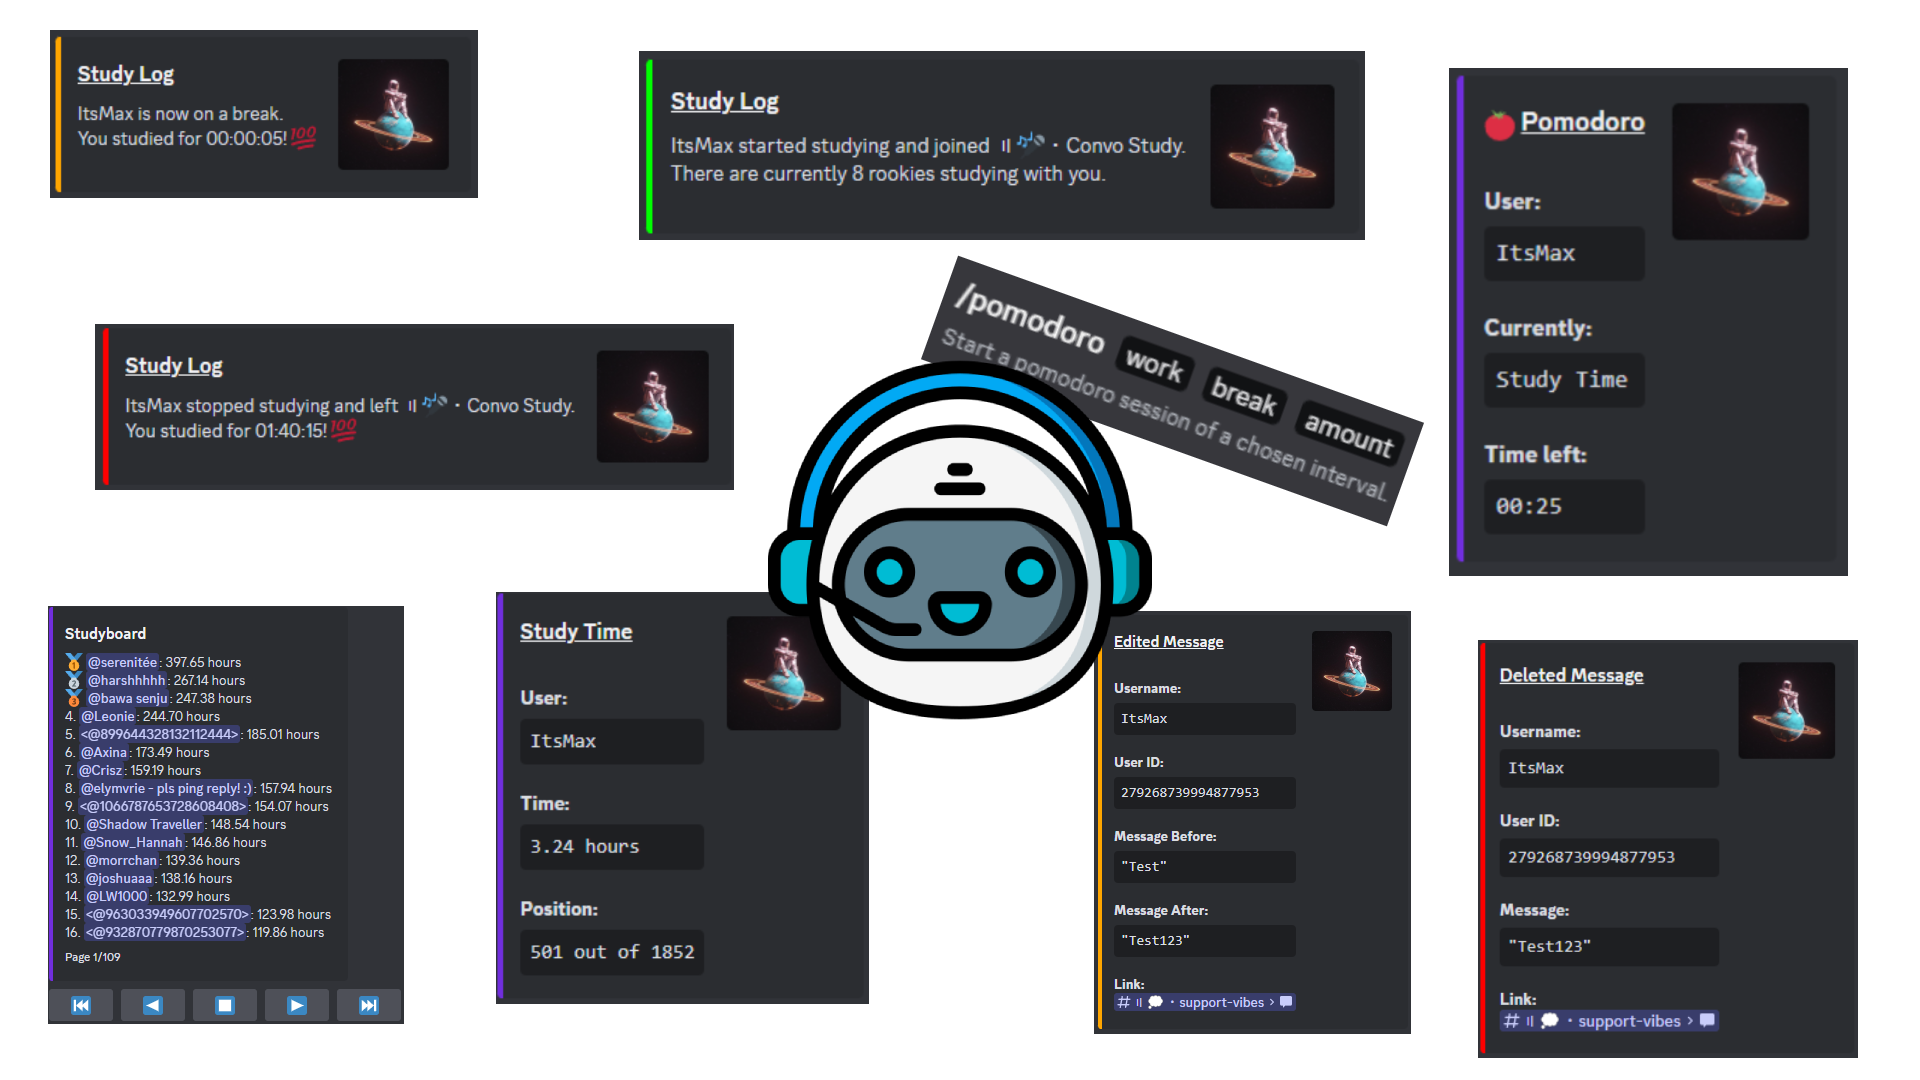 Study Log
ItsMax is now on a break.
You studied for 00:00:05!💯
Study Log
ItsMax started studying and joined 🎶🎤・Convo Study.
There are currently 8 rookies studying with you.
🍅 Pomodoro
User:
ItsMax
Currently:
Study Time
Time left:
00:25
/pomodoro work break amount
Start a pomodoro session of a chosen interval.
Study Log
ItsMax stopped studying and left 🎶🎤・Convo Study.
You studied for 01:40:15!💯
Studyboard
🥇 @serenitée: 397.65 hours
🥈 @harshhhhh: 267.14 hours
🥉 @bawa senju: 247.38 hours
4. @Leonie: 244.70 hours
5. <@899644328132112444>: 185.01 hours
6. @Axina: 173.49 hours
7. @Crisz: 159.19 hours
8. @elymvrie - pls ping reply! :): 157.94 hours
9. <@1066787653728608408>: 154.07 hours
10. @Shadow Traveller: 148.54 hours
11. @Snow_Hannah: 146.86 hours
12. @morrchan: 139.36 hours
13. @joshuaaa: 138.16 hours
14. @LW1000: 132.99 hours
15. <@963033949607702570>: 123.98 hours
16. <@932870779870253077>: 119.86 hours
Page 1/109
Study Time
User:
ItsMax
Time:
3.24 hours
Position:
501 out of 1852
Edited Message
Username:
ItsMax
User ID:
279268739994877953
Message Before:
"Test"
Message After:
"Test123"
Link:
# 💭・support-vibes ›
Deleted Message
Username:
ItsMax
User ID:
279268739994877953
Message:
"Test123"
Link:
# 💭・support-vibes ›